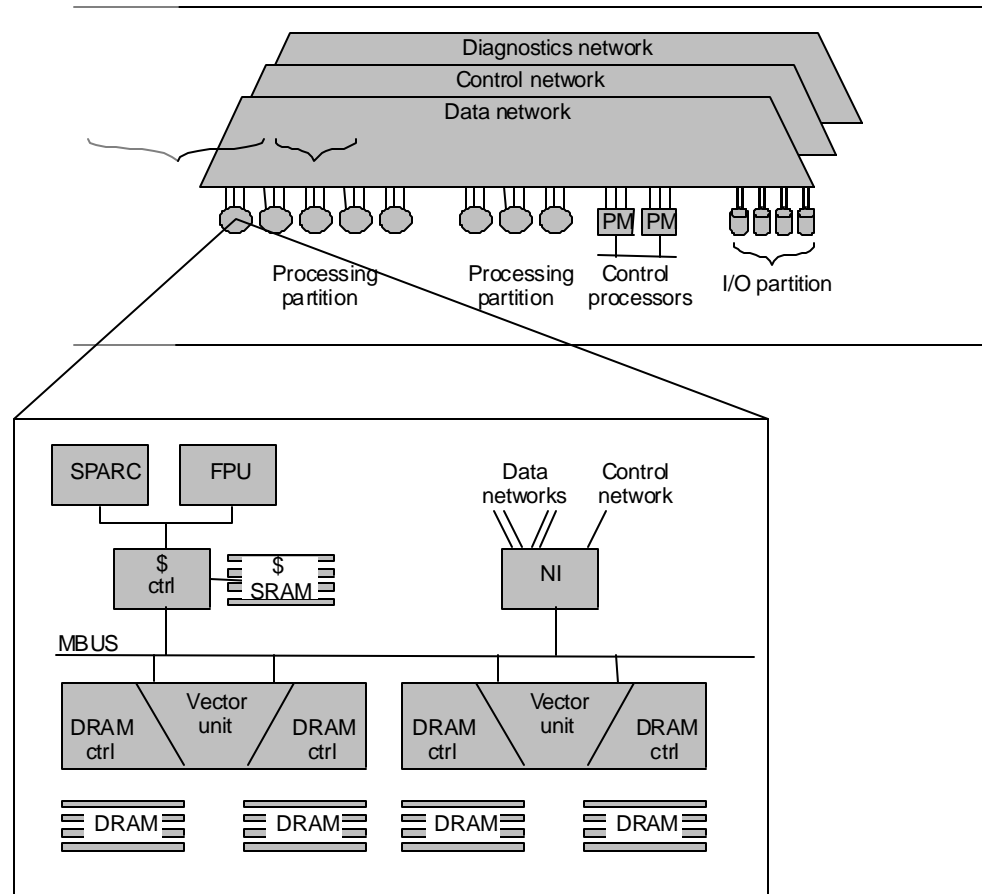 Diagnostics network
Control network
Data network
PM
PM
Processing
partition
Processing
partition
Control
processors
I/O partition
SPARC
FPU
Data
networks
Control
network
$
ctrl
$
SRAM
NI
MBUS
DRAM
ctrl
Vector
unit
DRAM
ctrl
DRAM
ctrl
Vector
unit
DRAM
ctrl
DRAM
DRAM
DRAM
DRAM